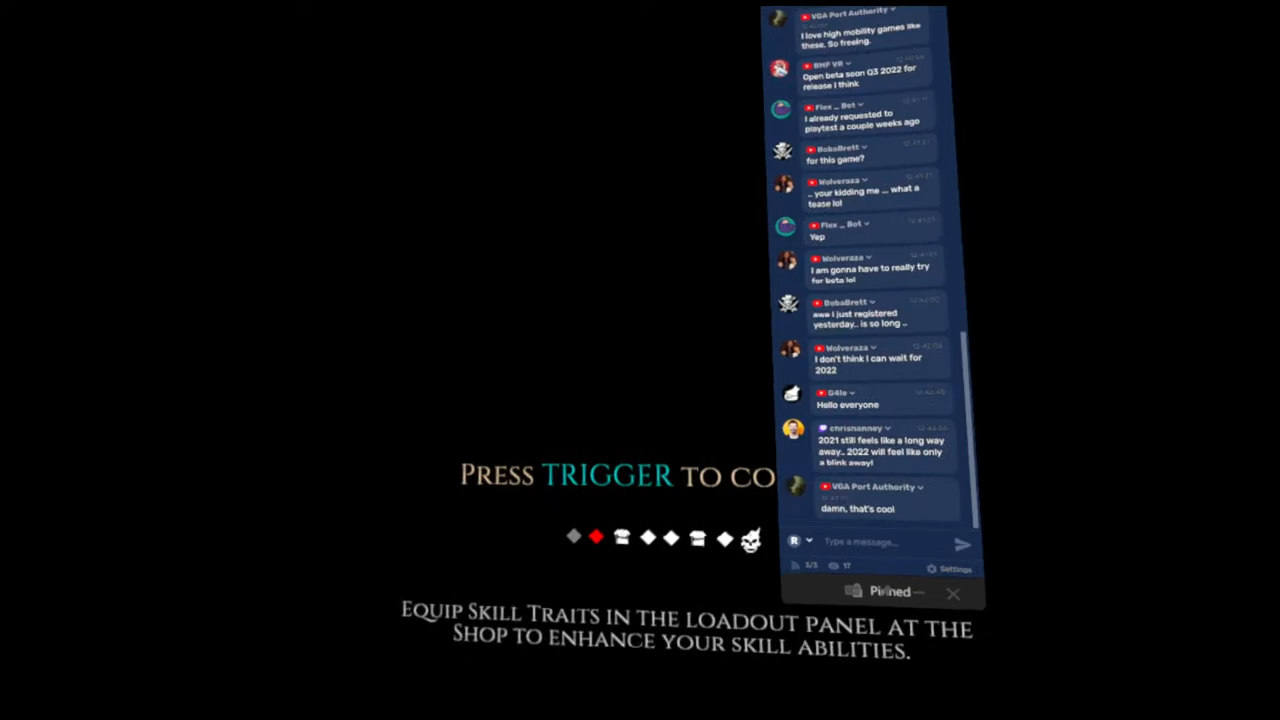 VGA Port Authority
I love high mobility games like
these. So freeing.
BMF VR
Open beta soon Q3 2022 for
release I think
Flex _ Bot
I already requested to
playtest a couple weeks ago
BobaBrett
for this game?
Wolveraza
.. your kidding me ... what a
tease lol
Flex _ Bot
Yep
Wolveraza
I am gonna have to really try
for beta lol
BobaBrett
awe i just registered
yesterday.. is so long ..
Wolveraza
I don't think I can wait for
2022
G4le
Hello everyone
chrishanney
2021 still feels like a long way
away.. 2022 will feel like only
a blink away!
VGA Port Authority
damn, that's cool
PRESS TRIGGER TO CO
R Type a message...
3/3 17 Settings
Pinned
EQUIP SKILL TRAITS IN THE LOADOUT PANEL AT THE
SHOP TO ENHANCE YOUR SKILL ABILITIES.